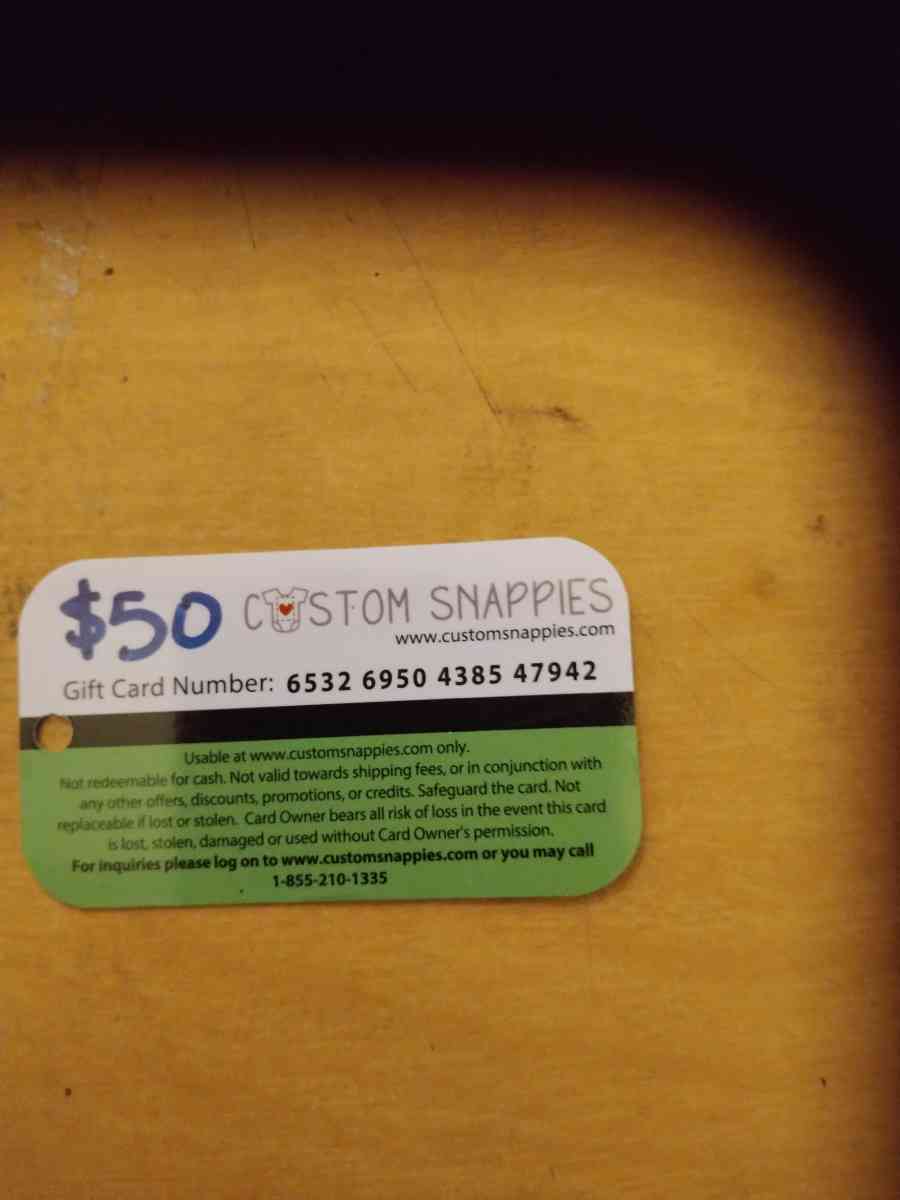 $50 CUSTOM SNAPPIES
www.customsnappies.com
Gift Card Number: 6532 6950 4385 47942
Usable at www.customsnappies.com only.
Not redeemable for cash. Not valid towards shipping fees, or in conjunction with
any other offers, discounts, promotions, or credits. Safeguard the card. Not
replaceable if lost or stolen. Card Owner bears all risk of loss in the event this card
is lost, stolen, damaged or used without Card Owner's permission.
For inquiries please log on to www.customsnappies.com or you may call
1-855-210-1335